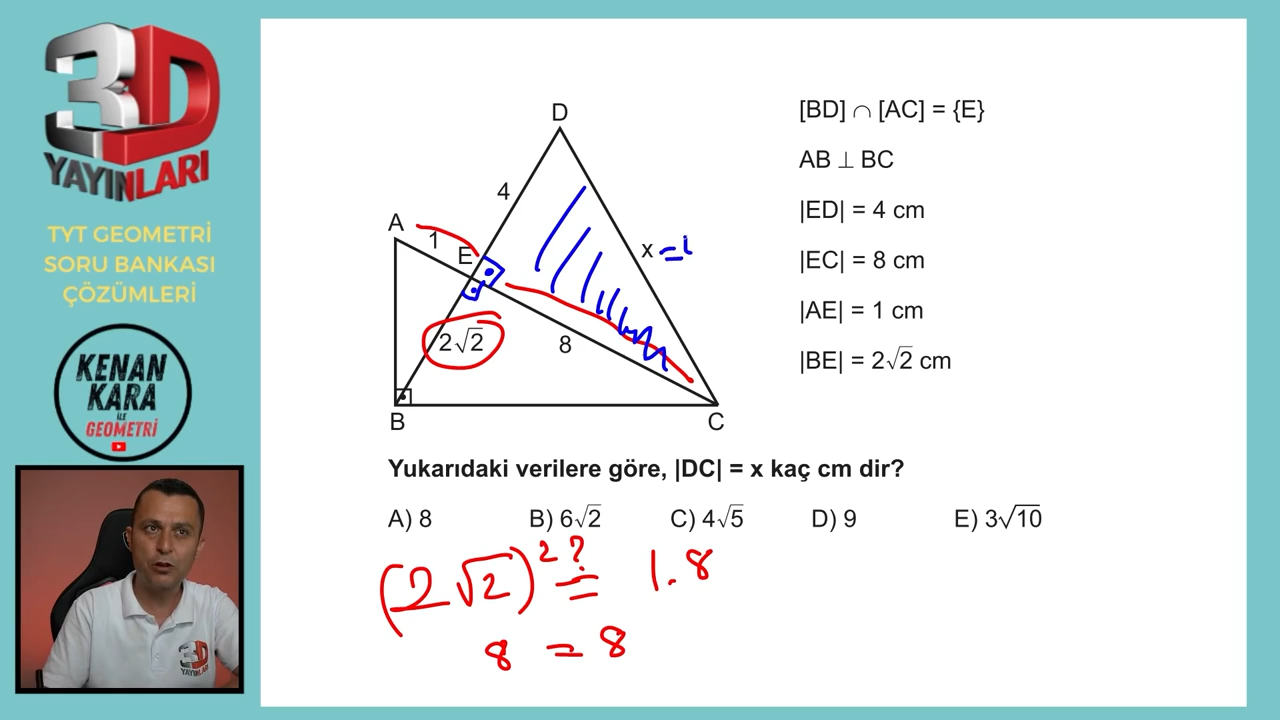 3D
YAYINLARI
TYT GEOMETRİ
SORU BANKASI
ÇÖZÜMLERİ
KENAN
KARA
İLE
GEOMETRİ
3D
YAYINLARI
D
4
A
1
E
x =
2√2
8
B
C
[BD] ∩ [AC] = {E}
AB ⊥ BC
|ED| = 4 cm
|EC| = 8 cm
|AE| = 1 cm
|BE| = 2√2 cm
Yukarıdaki verilere göre, |DC| = x kaç cm dir?
A) 8 B) 6√2 C) 4√5 D) 9 E) 3√10
(2√2)² ?= 1.8
8 = 8